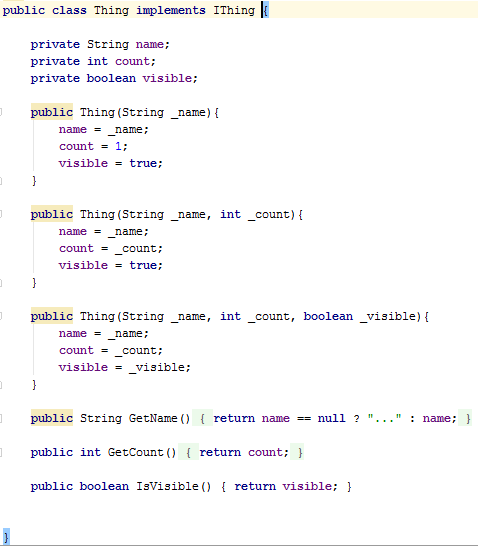 public class Thing implements IThing {
private String name;
private int count;
private boolean visible;
public Thing(String _name){
name = _name;
count = 1;
visible = true;
}
public Thing(String _name, int _count){
name = _name;
count = _count;
visible = true;
}
public Thing(String _name, int _count, boolean _visible){
name = _name;
count = _count;
visible = _visible;
}
public String GetName() { return name == null ? "..." : name; }
public int GetCount() { return count; }
public boolean IsVisible() { return visible; }
}